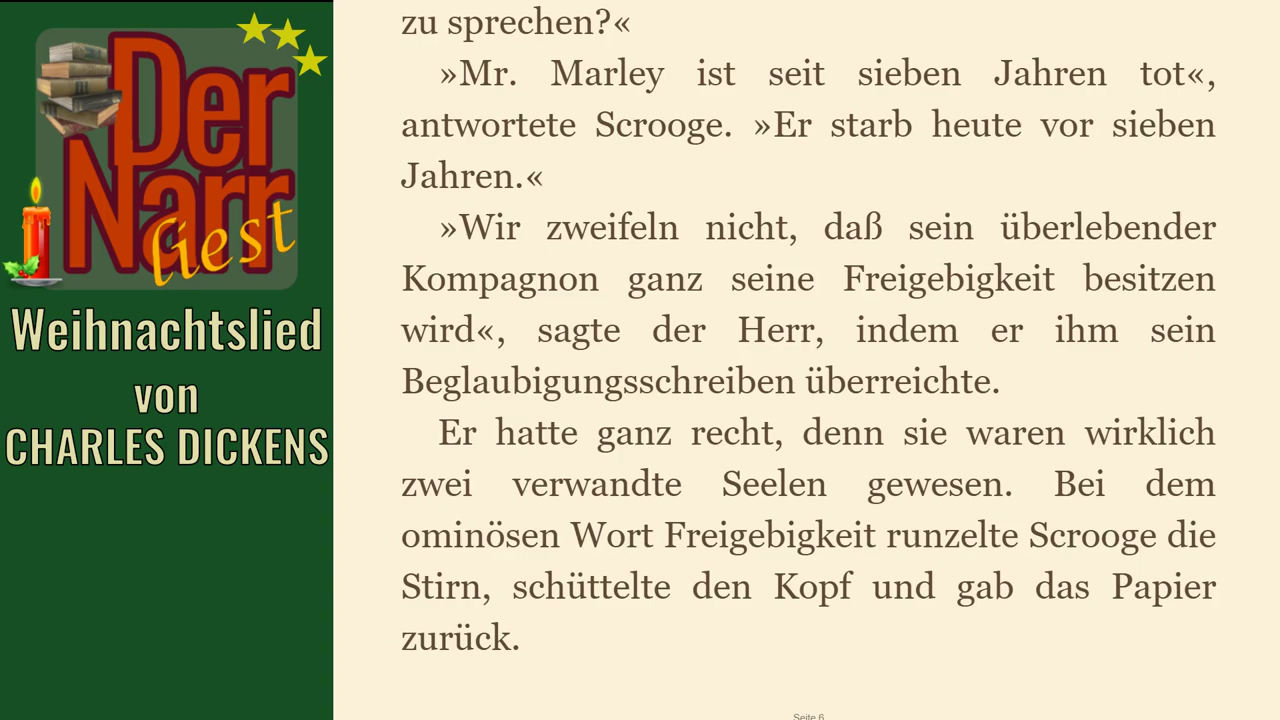 Der
Narr
liest
Weihnachtslied
von
CHARLES DICKENS
zu sprechen?«
»Mr. Marley ist seit sieben Jahren tot«,
antwortete Scrooge. »Er starb heute vor sieben
Jahren.«
»Wir zweifeln nicht, daß sein überlebender
Kompagnon ganz seine Freigebigkeit besitzen
wird«, sagte der Herr, indem er ihm sein
Beglaubigungsschreiben überreichte.
Er hatte ganz recht, denn sie waren wirklich
zwei verwandte Seelen gewesen. Bei dem
ominösen Wort Freigebigkeit runzelte Scrooge die
Stirn, schüttelte den Kopf und gab das Papier
zurück.
Seite 6